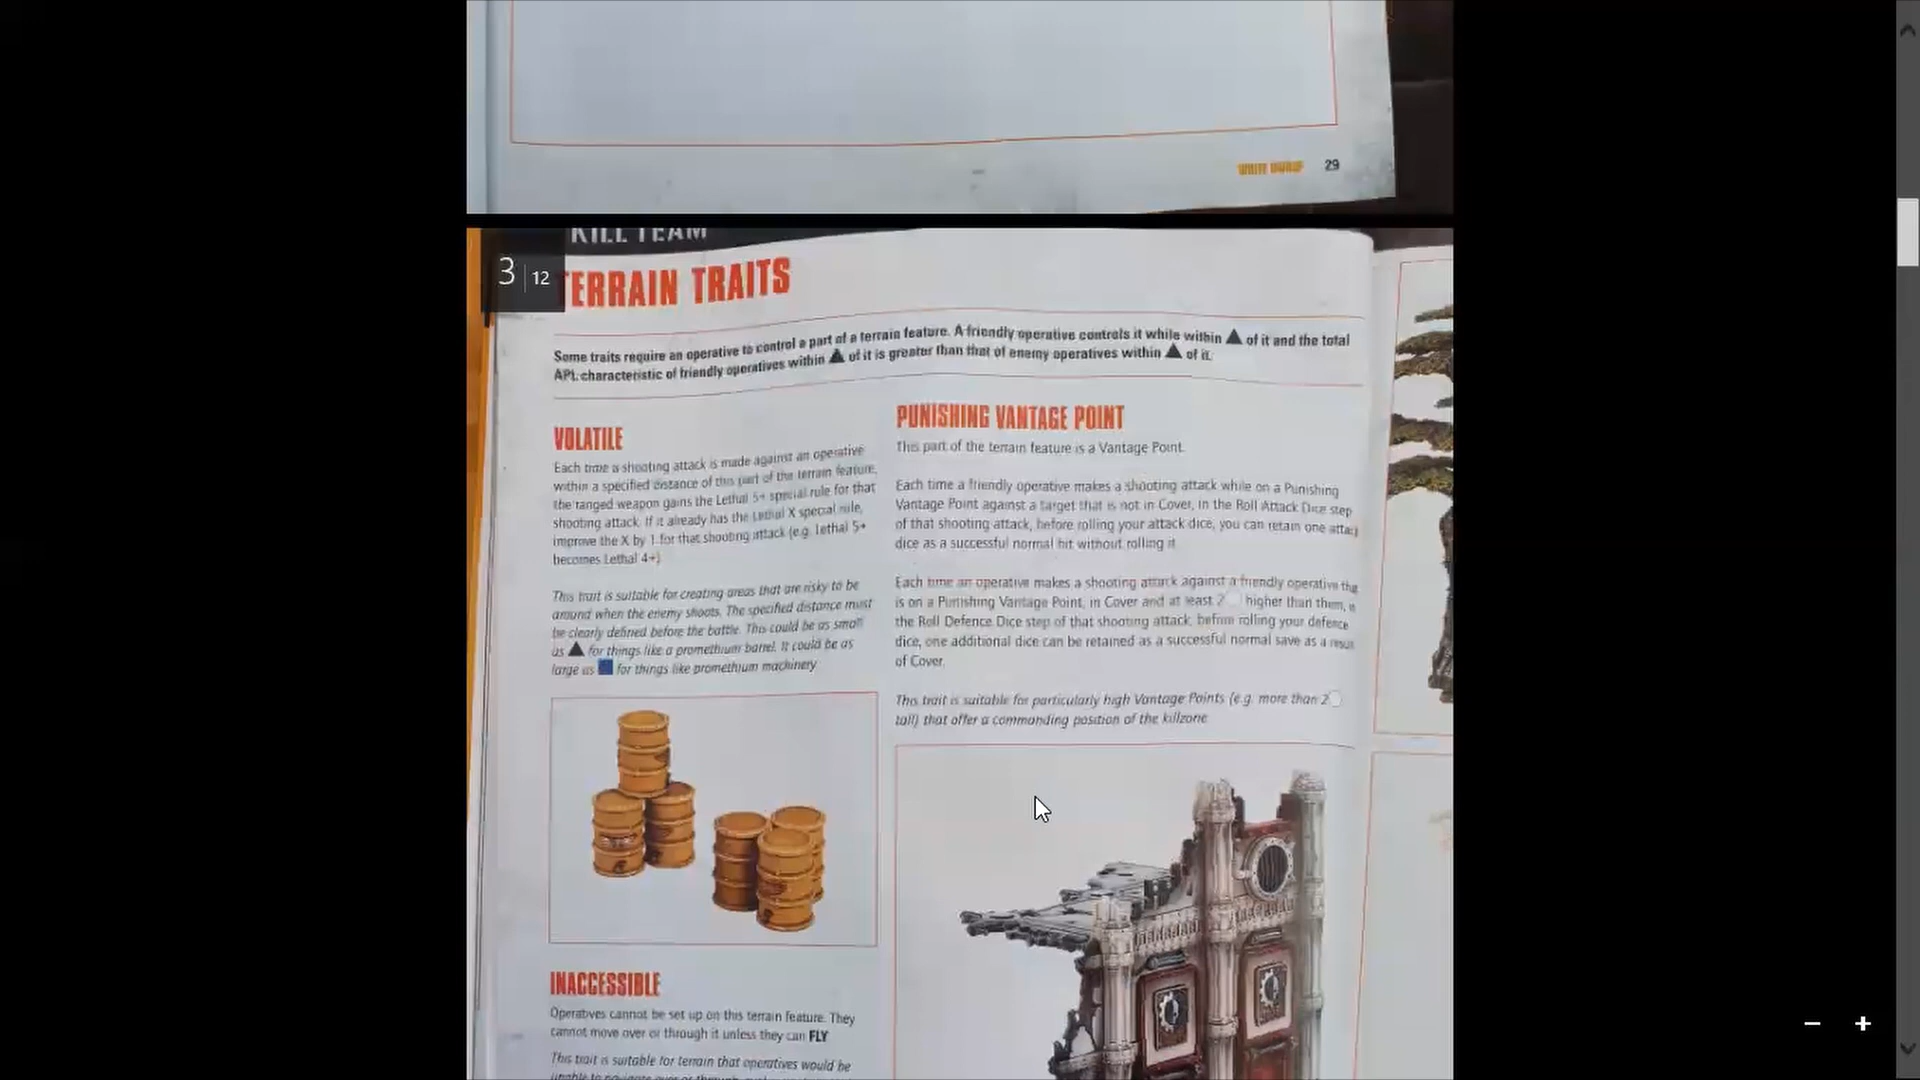 WHITE DWARF 29
KILL TEAM
3 | 12
TERRAIN TRAITS
Some traits require an operative to control a part of a terrain feature. A friendly operative controls it while within ▲ of it and the total
APL characteristic of friendly operatives within ▲ of it is greater than that of enemy operatives within ▲ of it.
VOLATILE
Each time a shooting attack is made against an operative
within a specified distance of this part of the terrain feature,
the ranged weapon gains the Lethal 5+ special rule for that
shooting attack. If it already has the Lethal X special rule,
improve the X by 1 for that shooting attack (e.g. Lethal 5+
becomes Lethal 4+).
This trait is suitable for creating areas that are risky to be
around when the enemy shoots. The specified distance must
be clearly defined before the battle. This could be as small
as ▲ for things like a promethium barrel. It could be as
large as ■ for things like promethium machinery
INACCESSIBLE
Operatives cannot be set up on this terrain feature. They
cannot move over or through it unless they can FLY
This trait is suitable for terrain that operatives would be
unable to navigate over or through
PUNISHING VANTAGE POINT
This part of the terrain feature is a Vantage Point.
Each time a friendly operative makes a shooting attack while on a Punishing
Vantage Point against a target that is not in Cover, in the Roll Attack Dice step
of that shooting attack, before rolling your attack dice, you can retain one attac
dice as a successful normal hit without rolling it
Each time an operative makes a shooting attack against a friendly operative tha
is on a Punishing Vantage Point, in Cover and at least 2 higher than them, i
the Roll Defence Dice step of that shooting attack, before rolling your defence
dice, one additional dice can be retained as a successful normal save as a resu
of Cover.
This trait is suitable for particularly high Vantage Points (e.g. more than 2
tall) that offer a commanding position of the killzone